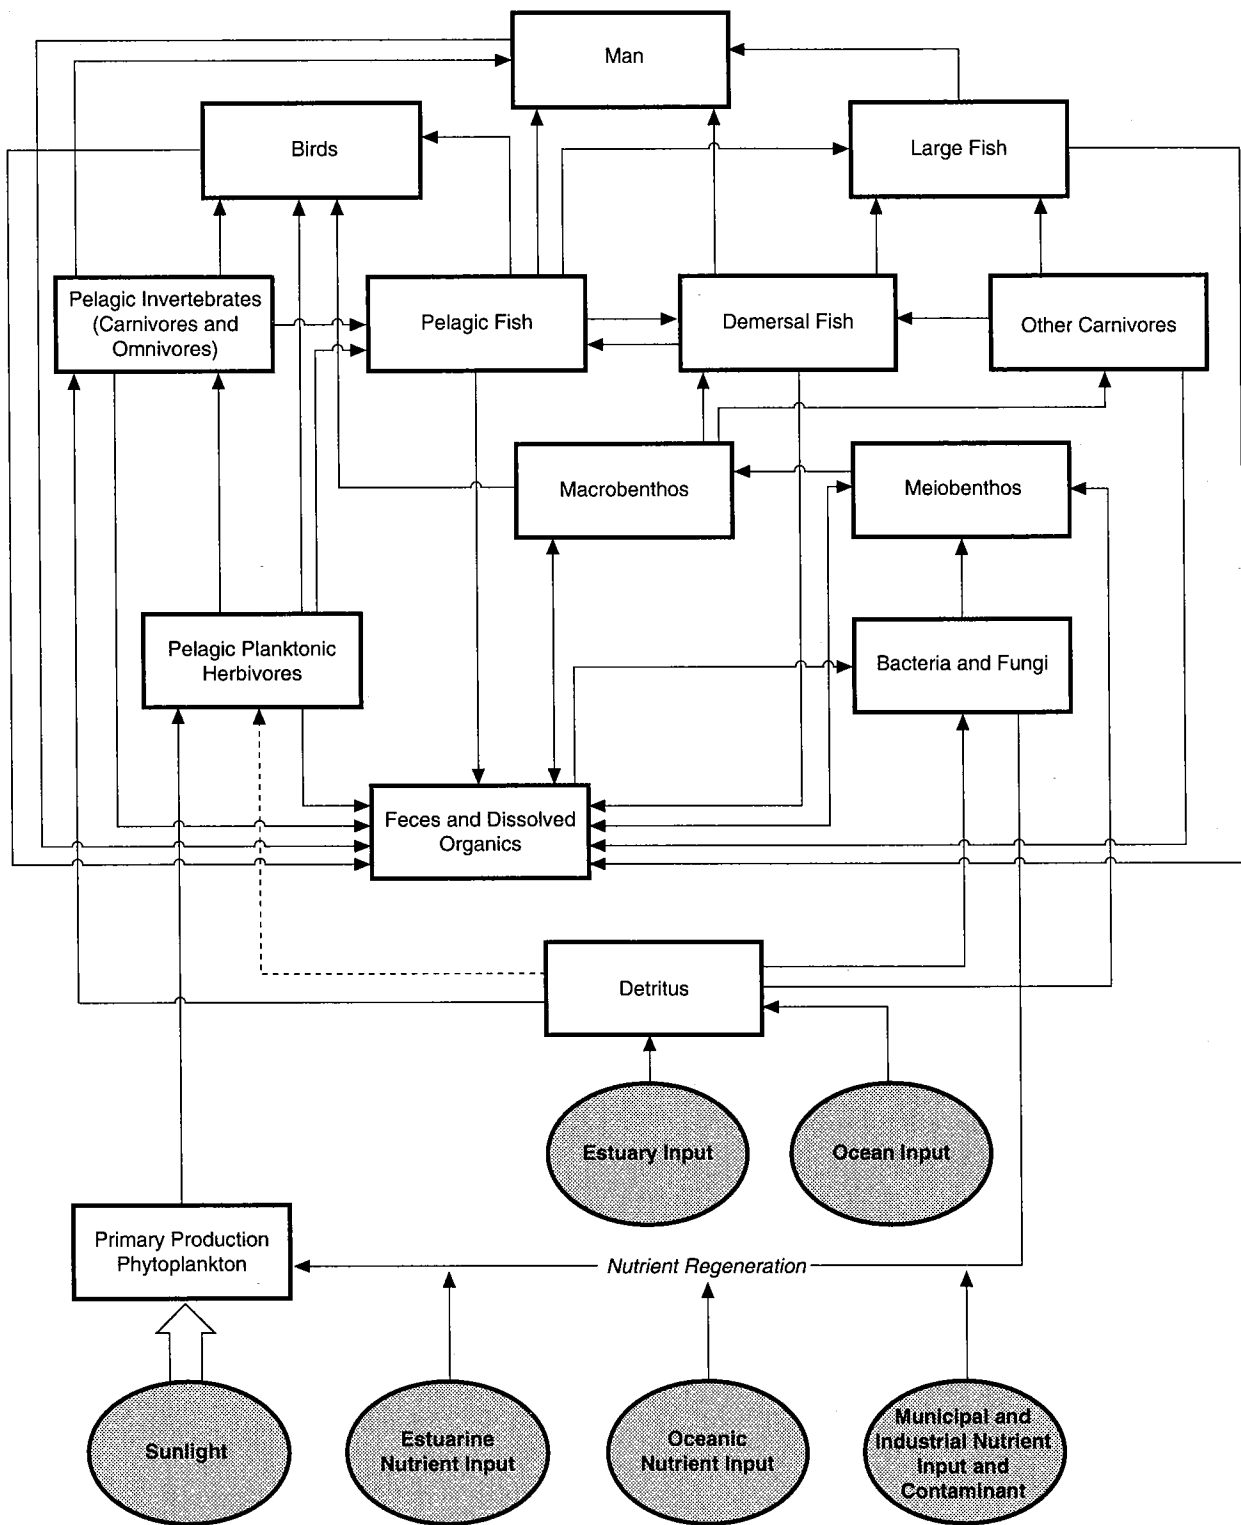 Man
Birds
Large Fish
Pelagic Invertebrates
(Carnivores and
Omnivores)
Pelagic Fish
Demersal Fish
Other Carnivores
Macrobenthos
Meiobenthos
Pelagic Planktonic
Herbivores
Bacteria and Fungi
Feces and Dissolved
Organics
Detritus
Estuary Input
Ocean Input
Primary Production
Phytoplankton
Nutrient Regeneration
Sunlight
Estuarine
Nutrient Input
Oceanic
Nutrient Input
Municipal and
Industrial Nutrient
Input and
Contaminant